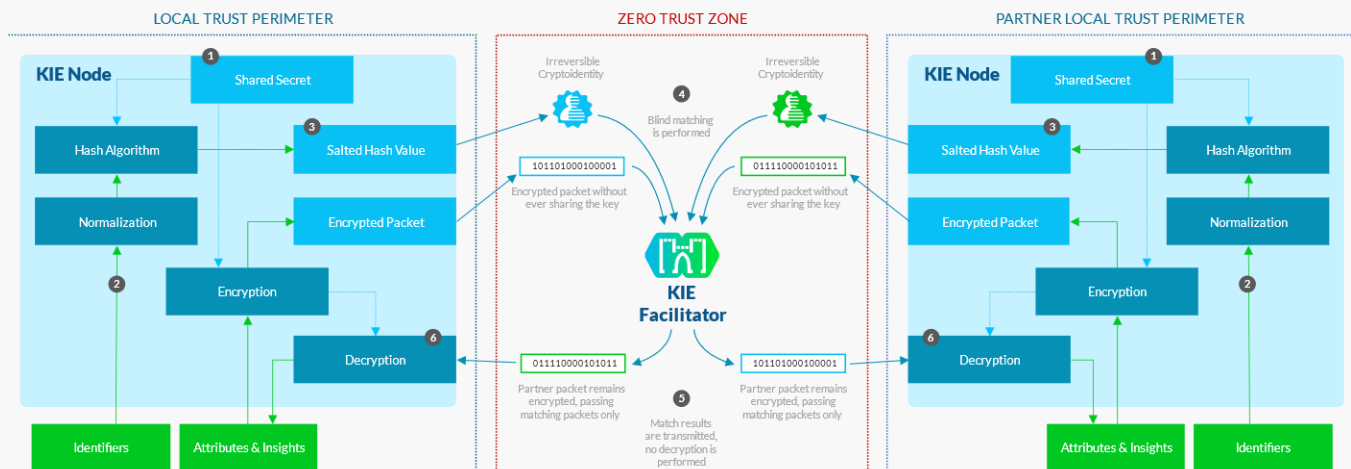 LOCAL TRUST PERIMETER
ZERO TRUST ZONE
PARTNER LOCAL TRUST PERIMETER
KIE Node
1
Shared Secret
Hash Algorithm
3
Salted Hash Value
Normalization
Encrypted Packet
2
Encryption
6
Decryption
Identifiers
Attributes & Insights
Irreversible
Cryptoidentity
4
Blind matching
is performed
Irreversible
Cryptoidentity
101101000100001
Encrypted packet without
ever sharing the key
011110000101011
Encrypted packet without
ever sharing the key
KIE
Facilitator
011110000101011
Partner packet remains
encrypted, passing
matching packets only
101101000100001
Partner packet remains
encrypted, passing
matching packets only
5
Match results
are transmitted,
no decryption is
performed
KIE Node
1
Shared Secret
3
Salted Hash Value
Hash Algorithm
Encrypted Packet
Normalization
2
Encryption
6
Decryption
Attributes & Insights
Identifiers